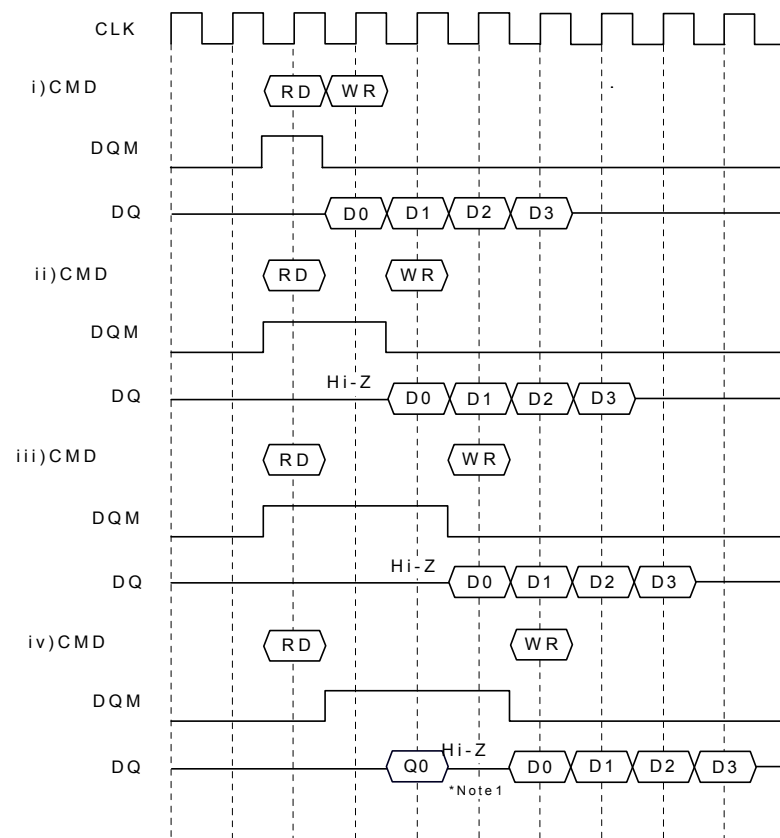 CLK
i)CMD RD WR
DQM
DQ D0 D1 D2 D3
ii)CMD RD WR
DQM
Hi-Z
DQ D0 D1 D2 D3
iii)CMD RD WR
DQM
Hi-Z
DQ D0 D1 D2 D3
iv)CMD RD WR
DQM
Hi-Z
DQ Q0 D0 D1 D2 D3
*Note1